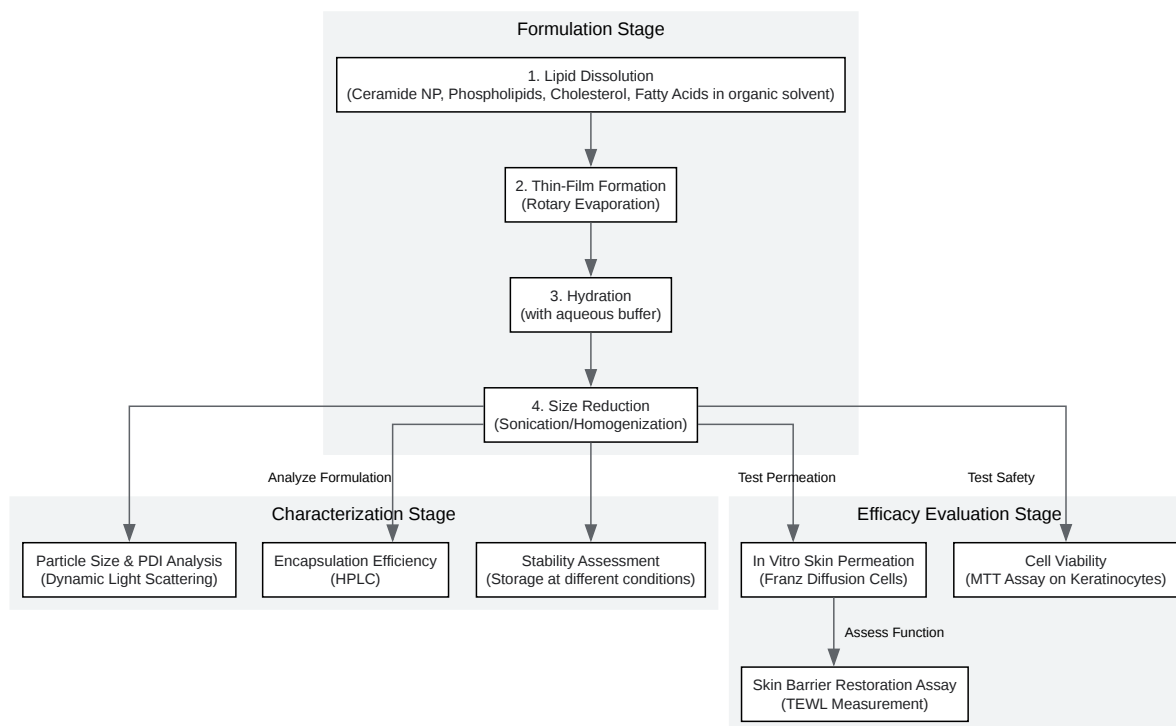 Formulation Stage
1. Lipid Dissolution
(Ceramide NP, Phospholipids, Cholesterol, Fatty Acids in organic solvent)
2. Thin-Film Formation
(Rotary Evaporation)
3. Hydration
(with aqueous buffer)
4. Size Reduction
(Sonication/Homogenization)
Analyze Formulation
Test Permeation
Test Safety
Characterization Stage
Efficacy Evaluation Stage
Particle Size & PDI Analysis
(Dynamic Light Scattering)
Encapsulation Efficiency
(HPLC)
Stability Assessment
(Storage at different conditions)
In Vitro Skin Permeation
(Franz Diffusion Cells)
Cell Viability
(MTT Assay on Keratinocytes)
Assess Function
Skin Barrier Restoration Assay
(TEWL Measurement)